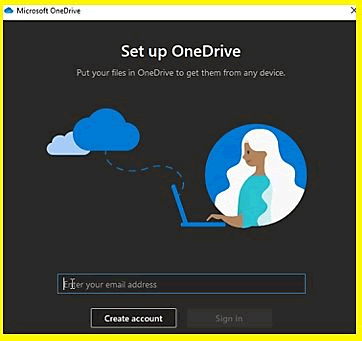 Microsoft OneDrive
Set up OneDrive
Put your files in OneDrive to get them from any device.
Enter your email address
Create account
Sign in